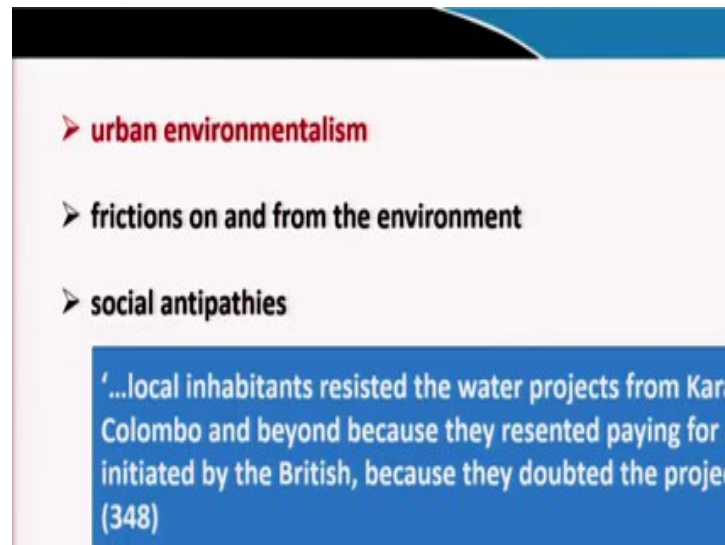 ➢ urban environmentalism
➢ frictions on and from the environment
➢ social antipathies
‘...local inhabitants resisted the water projects from
Colombo and beyond because they resented paying for
initiated by the British, because they doubted the
(348)